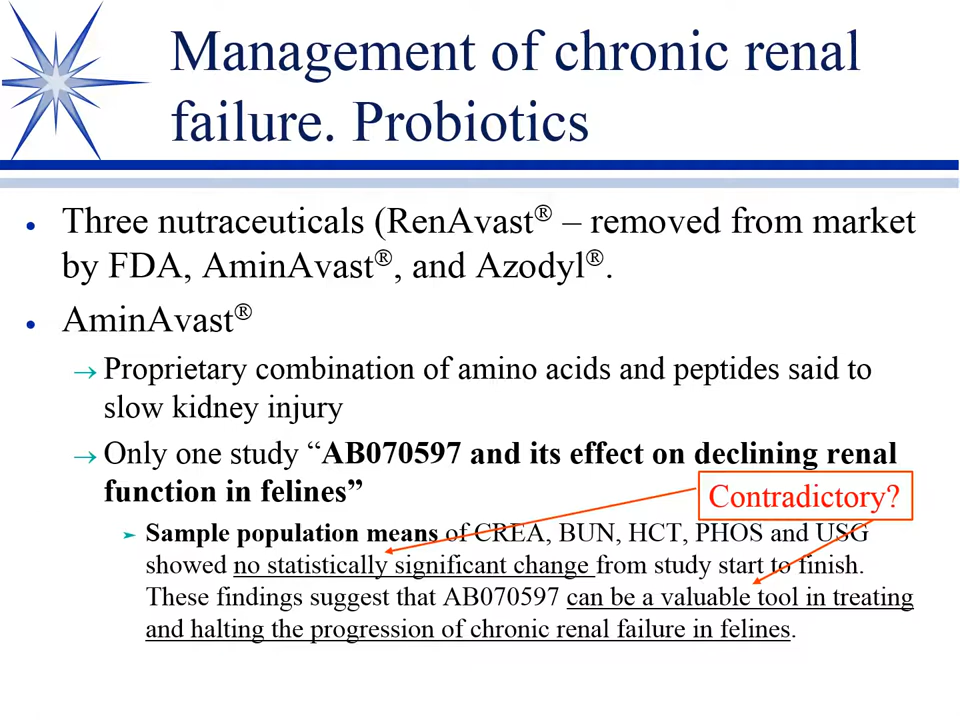 Management of chronic renal
failure. Probiotics
• Three nutraceuticals (RenAvast® – removed from market
by FDA, AminAvast®, and Azodyl®.
• AminAvast®
→ Proprietary combination of amino acids and peptides said to
slow kidney injury
→ Only one study “AB070597 and its effect on declining renal
function in felines”
Contradictory?
➢ Sample population means of CREA, BUN, HCT, PHOS and USG
showed no statistically significant change from study start to finish.
These findings suggest that AB070597 can be a valuable tool in treating
and halting the progression of chronic renal failure in felines.